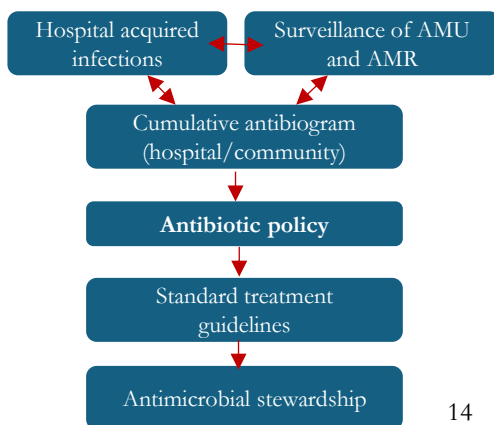 Hospital acquired
infections
Surveillance of AMU
and AMR
Cumulative antibiogram
(hospital/community)
Antibiotic policy
Standard treatment
guidelines
Antimicrobial stewardship
14